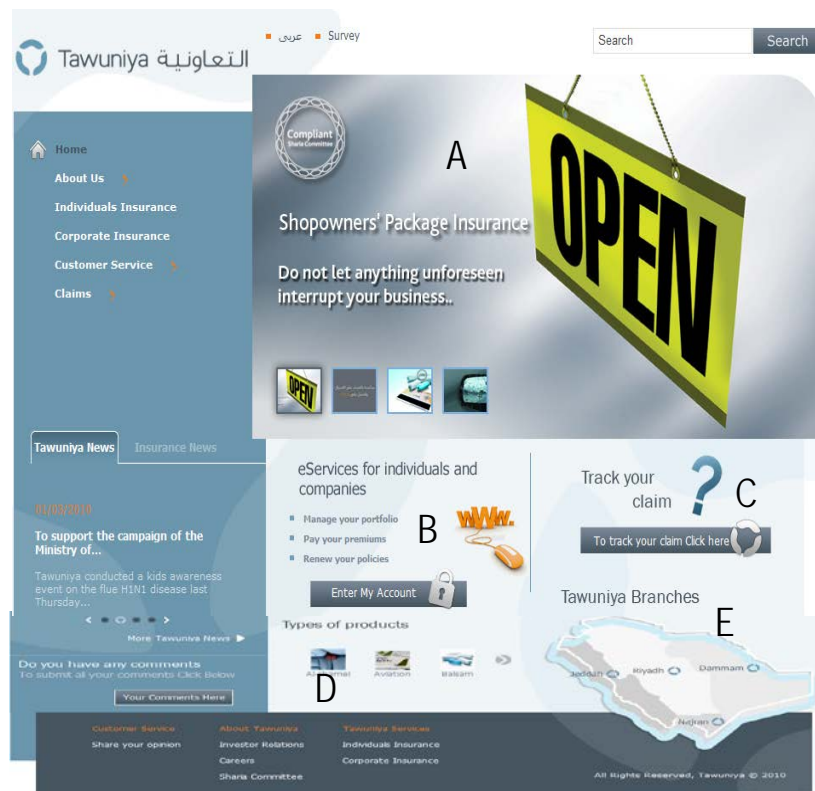 Tawuniya التعاونية
عربى
Survey
Search
Search
Home
About Us
Individuals Insurance
Corporate Insurance
Customer Service
Claims
Compliant
Sharia Committee
A
Shopowners' Package Insurance
Do not let anything unforeseen
interrupt your business..
OPEN
OPEN
Tawuniya News
Insurance News
01/03/2010
To support the campaign of the
Ministry of...
Tawuniya conducted a kids awareness
event on the flue H1N1 disease last
Thursday...
More Tawuniya News
Do you have any comments
To submit all your comments Click Below
Your Comments Here
eServices for individuals and
companies
Manage your portfolio
Pay your premiums
Renew your policies
B
www.
Enter My Account
Track your
claim
?
C
To track your claim Click here
Types of products
Aviation
D
Tawuniya Branches
E
Jeddah
Riyadh
Dammam
Najran
Customer Service
Share your opinion
About Tawuniya
Investor Relations
Careers
Sharia Committee
Tawuniya Services
Individuals Insurance
Corporate Insurance
All Rights Reserved, Tawuniya © 2010